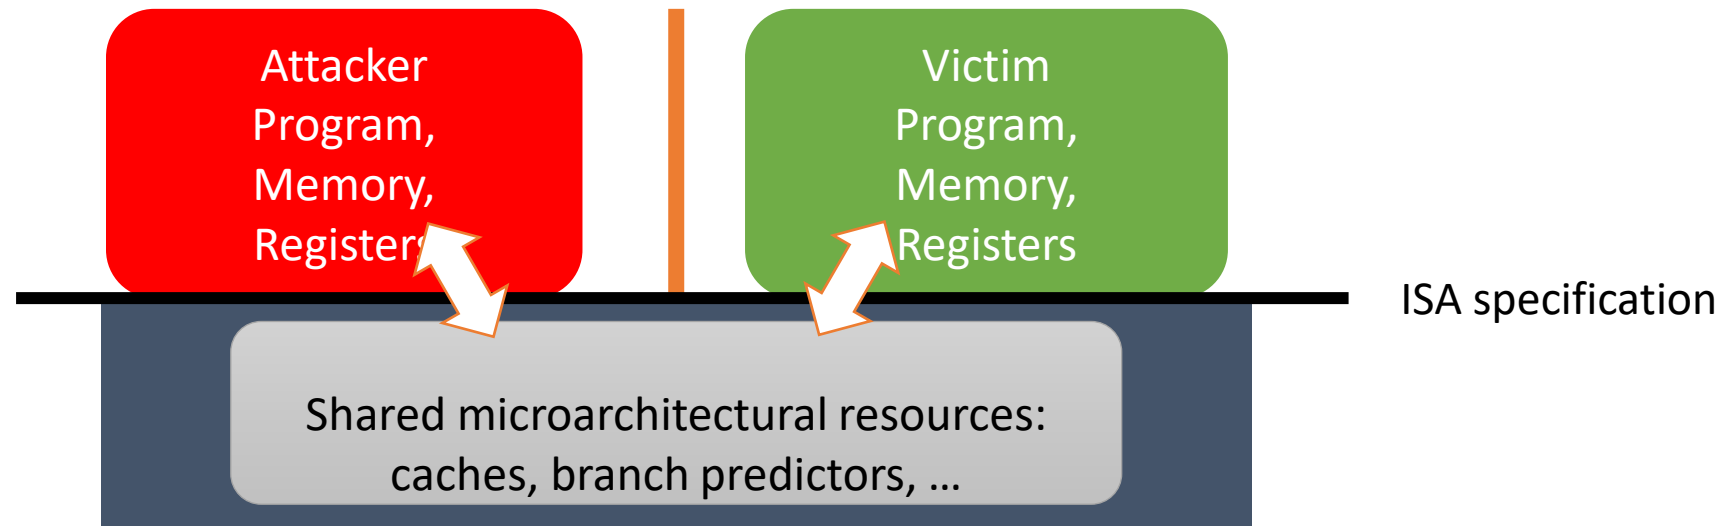 Attacker
Program,
Memory,
Registers
Victim
Program,
Memory,
Registers
ISA specification
Shared microarchitectural resources:
caches, branch predictors, ...